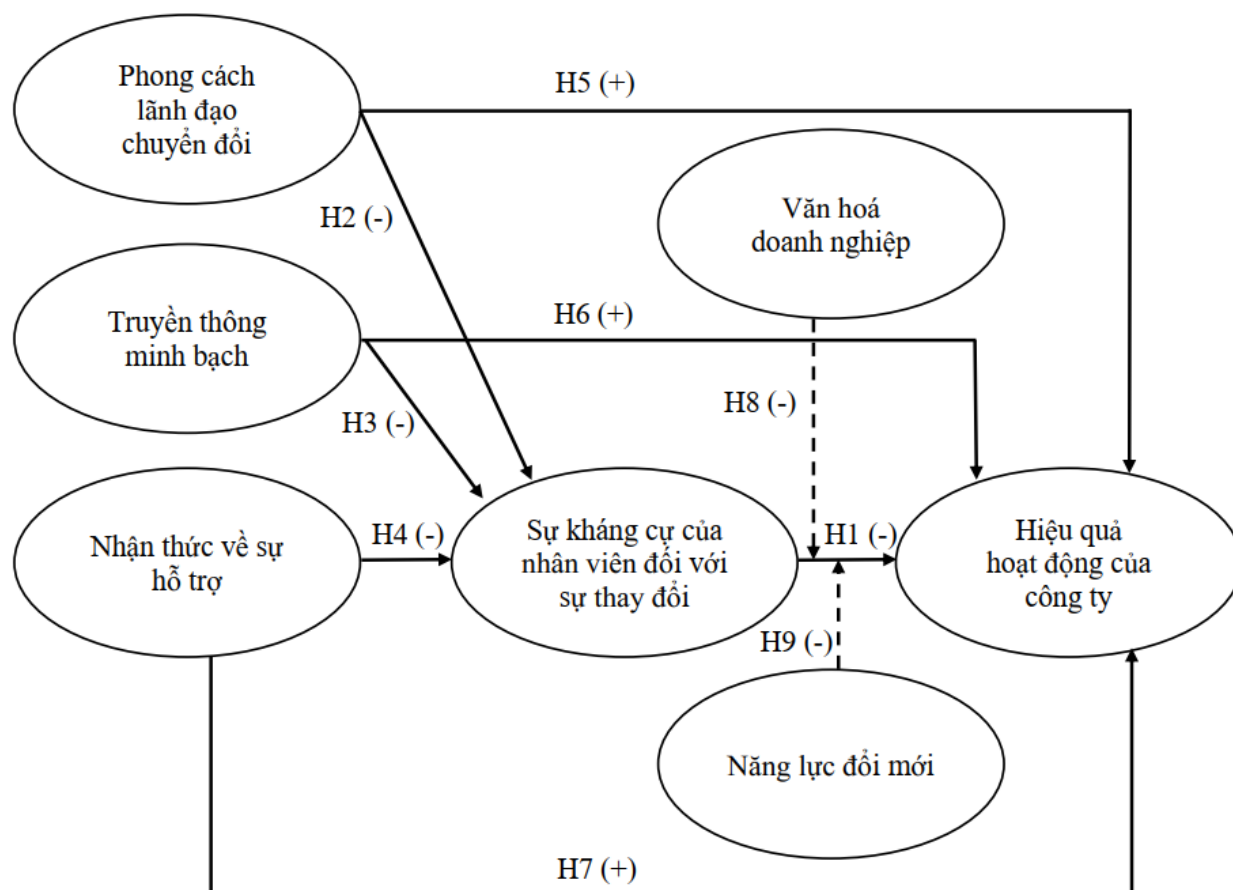 Phong cách
lãnh đạo
chuyển đổi
H5 (+)
H2 (-)
Văn hoá
doanh nghiệp
Truyền thông
minh bạch
H6 (+)
H3 (-)
H8 (-)
Nhận thức về sự
hỗ trợ
H4 (-)
Sự kháng cự của
nhân viên đối với
sự thay đổi
H1 (-)
Hiệu quả
hoạt động của
công ty
H9 (-)
Năng lực đổi mới
H7 (+)